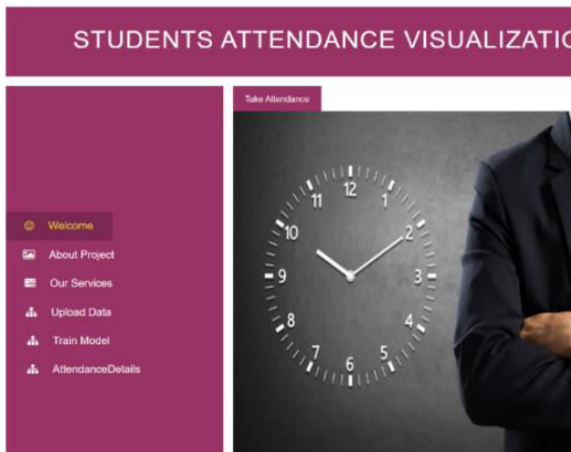 STUDENTS ATTENDANCE VISUALIZATIO
Take Attendance
Welcome
About Project
Our Services
Upload Data
Train Model
AttendanceDetails
12
1
2
3
4
5
6
7
8
9
10
11